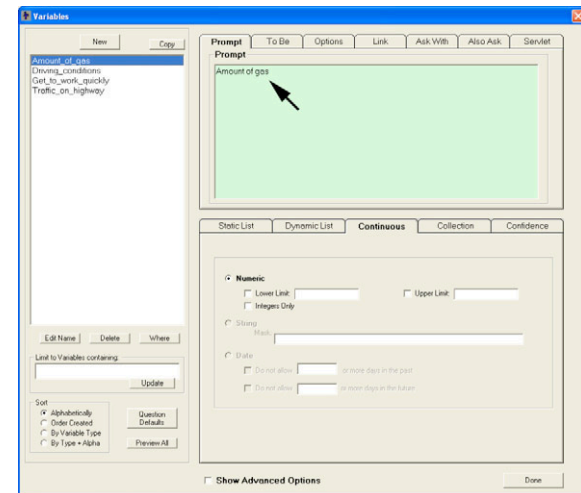 Variables
New Copy
Amount_of_gas
Driving_conditions
Get_to_work_quickly
Traffic_on_highway
Edit Name Delete Where
Limit to Variables containing:
Update
Sort
Alphabetically
Order Created
By Variable Type
By Type + Alpha
Question
Defaults
Preview All
Prompt To Be Options Link Ask With Also Ask Servlet
Prompt
Amount of gas
Static List Dynamic List Continuous Collection Confidence
Numeric
Lower Limit: Upper Limit:
Integers Only
String
Mask:
Date
Do not allow or more days in the past
Do not allow or more days in the future
Show Advanced Options
Done